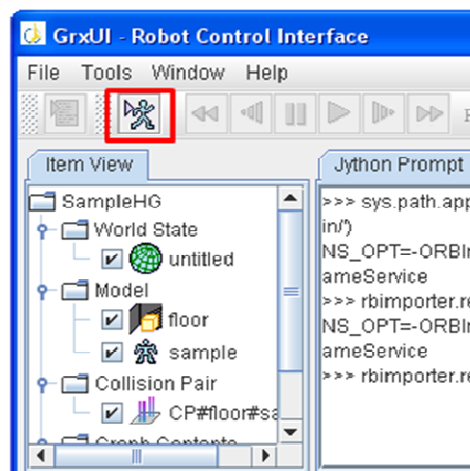 GrxUI - Robot Control Interface
File Tools Window Help
Item View
Jython Prompt
SampleHG
World State
untitled
Model
floor
sample
Collision Pair
CP#floor#sa
Graph Contents
>>> sys.path.app
in/')
NS_OPT=-ORBIn
ameService
>>> rbimporter.re
NS_OPT=-ORBIn
ameService
>>> rbimporter.re